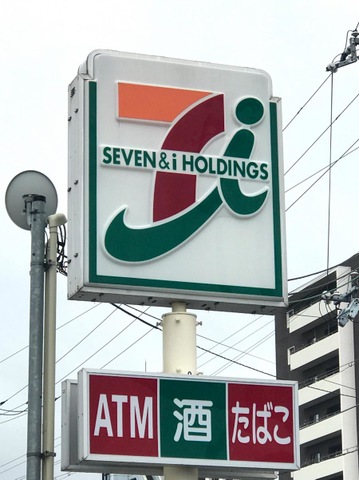 SEVEN & i HOLDINGS
ATM 酒 たばこ